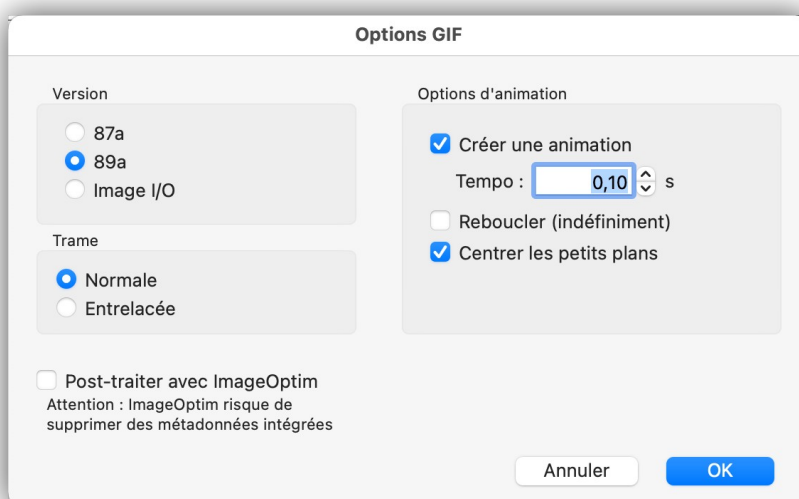 Options GIF
Version
87a
89a
Image I/O
Trame
Normale
Entrelacée
Post-traiter avec ImageOptim
Attention : ImageOptim risque de
supprimer des métadonnées intégrées
Options d'animation
Créer une animation
Tempo : 0,10 s
Reboucler (indéfiniment)
Centrer les petits plans
Annuler OK